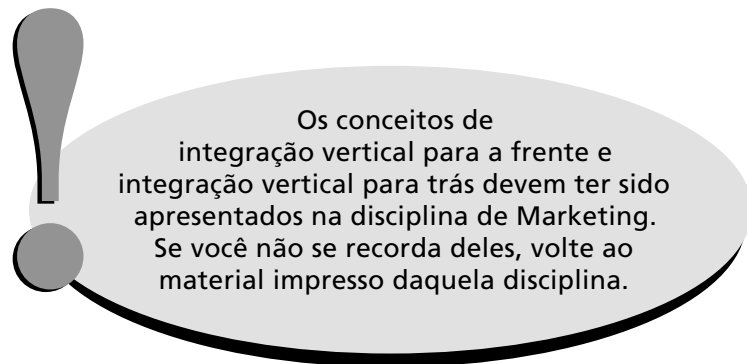 Os conceitos de
integração vertical para a frente e
integração vertical para trás devem ter sido
apresentados na disciplina de Marketing.
Se você não se recorda deles, volte ao
material impresso daquela disciplina.